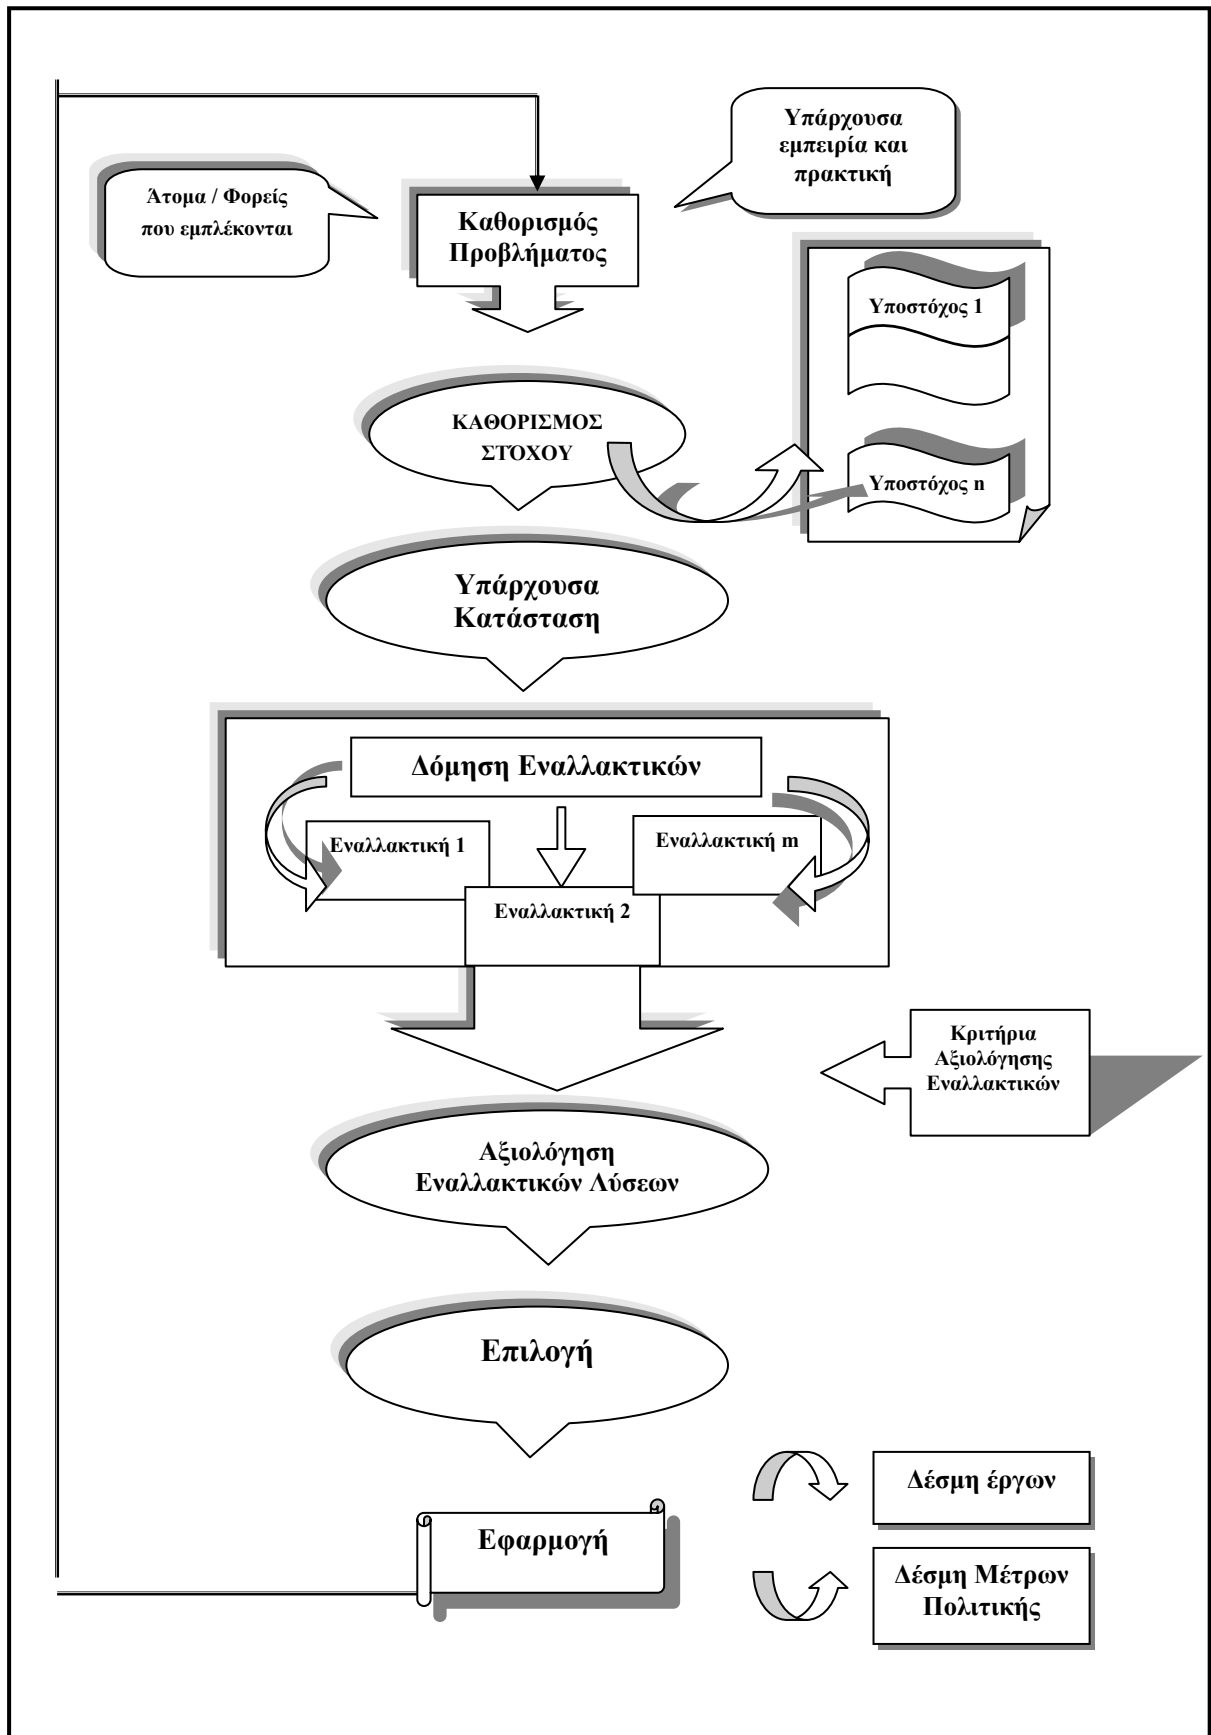 Υπάρχουσα
εμπειρία και
πρακτική
Άτομα / Φορείς
που εμπλέκονται
Καθορισμός
Προβλήματος
Υποστόχος 1
ΚΑΘΟΡΙΣΜΟΣ
ΣΤΌΧΟΥ
Υποστόχος n
Υπάρχουσα
Κατάσταση
Δόμηση Εναλλακτικών
Εναλλακτική 1
Εναλλακτική m
Εναλλακτική 2
Κριτήρια
Αξιολόγησης
Εναλλακτικών
Αξιολόγηση
Εναλλακτικών Λύσεων
Επιλογή
Δέσμη έργων
Εφαρμογή
Δέσμη Μέτρων
Πολιτικής